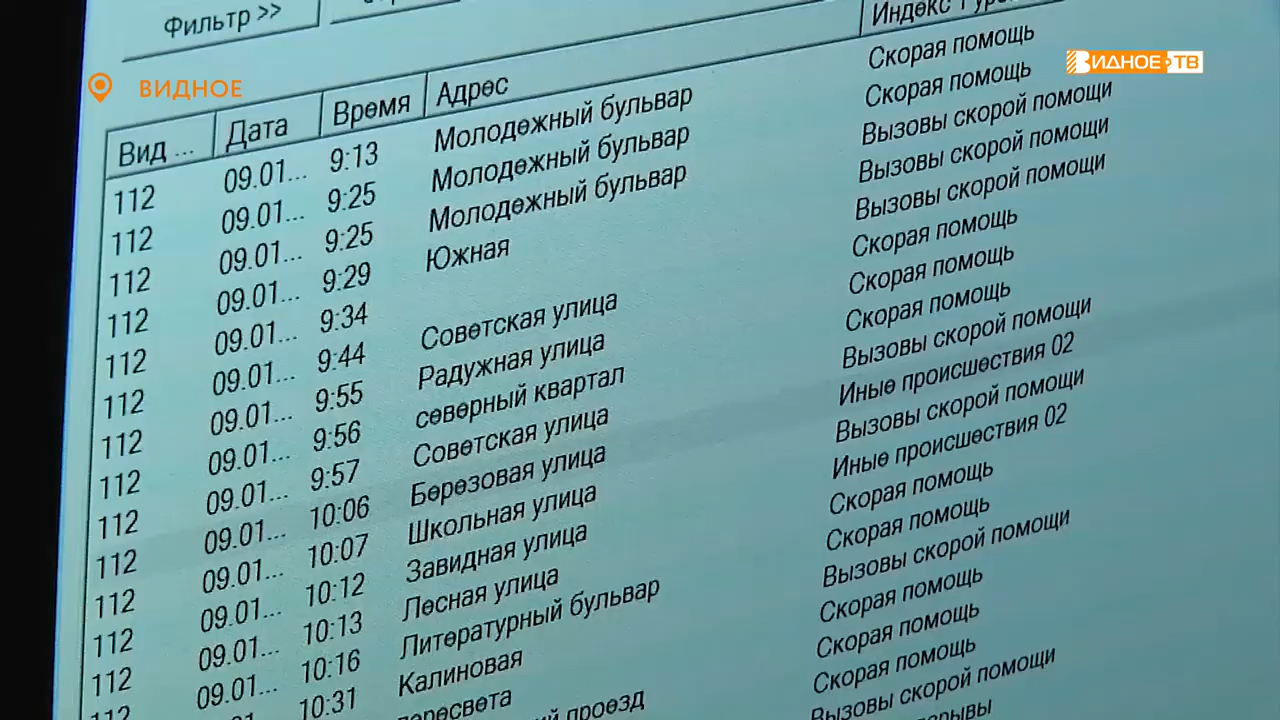 Фильтр >>
ВИДНОЕ
ВИДНОЕ ТВ
Вид ... Дата Время Адрес Индекс
112 09.01... 9:13 Молодежный бульвар Скорая помощь
112 09.01... 9:25 Молодежный бульвар Скорая помощь
112 09.01... 9:25 Молодежный бульвар Вызовы скорой помощи
112 09.01... 9:29 Южная Вызовы скорой помощи
112 09.01... 9:34 Вызовы скорой помощи
112 09.01... 9:44 Советская улица Скорая помощь
112 09.01... 9:55 Радужная улица Скорая помощь
112 09.01... 9:56 северный квартал Скорая помощь
112 09.01... 9:57 Советская улица Вызовы скорой помощи
112 09.01... 10:06 Березовая улица Иные происшествия 02
112 09.01... 10:07 Школьная улица Вызовы скорой помощи
112 09.01... 10:12 Завидная улица Иные происшествия 02
112 09.01... 10:13 Лесная улица Скорая помощь
112 09.01... 10:16 Литературный бульвар Скорая помощь
10:31 Калиновая Вызовы скорой помощи
Скорая помощь
проезд Скорая помощь
Скорая помощь
Вызовы скорой помощи